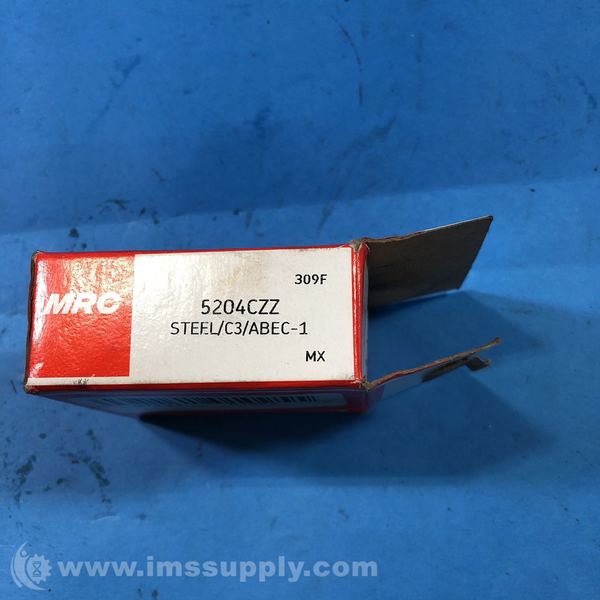 MRC
309F
5204CZZ
STEEL/C3/ABEC-1
MX
www.imssupply.com